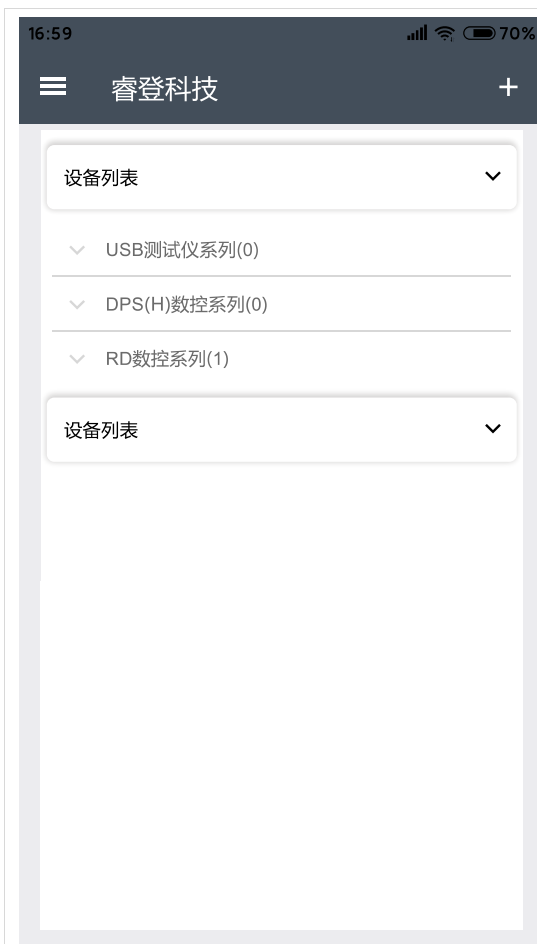 16:59 70%
睿登科技 +
设备列表
USB测试仪系列(0)
DPS(H)数控系列(0)
RD数控系列(1)
设备列表